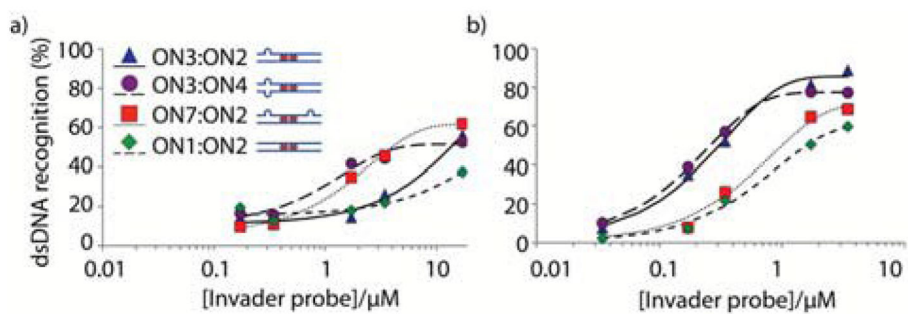 a)
b)
dsDNA recognition (%)
100
80
60
40
20
0
ON3:ON2
ON3:ON4
ON7:ON2
ON1:ON2
0.01
0.1
1
10
[Invader probe]/µM
100
80
60
40
20
0
0.01
0.1
1
10
[Invader probe]/µM